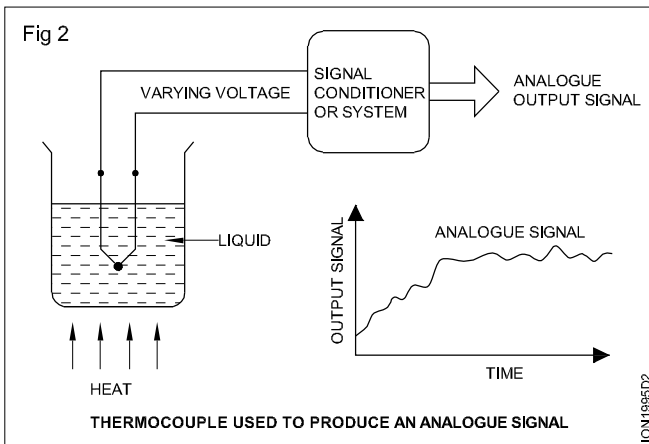 Fig 2
VARYING VOLTAGE
SIGNAL
CONDITIONER
OR SYSTEM
ANALOGUE
OUTPUT SIGNAL
LIQUID
HEAT
OUTPUT SIGNAL
ANALOGUE SIGNAL
TIME
THERMOCOUPLE USED TO PRODUCE AN ANALOGUE SIGNAL
ION1995D2